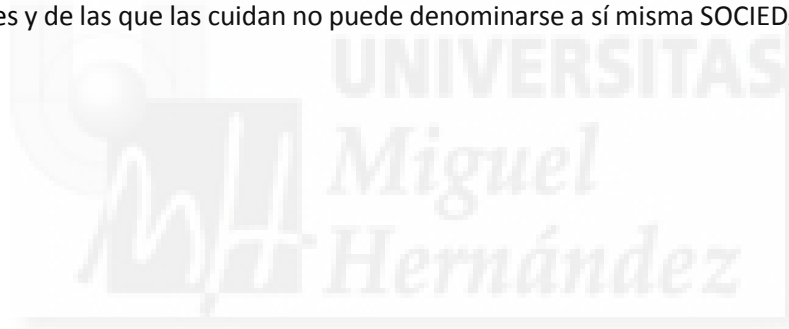 es y de las que las cuidan no puede denominarse a sí misma SOCIED
UNIVERSITAS
Miguel
Hernández